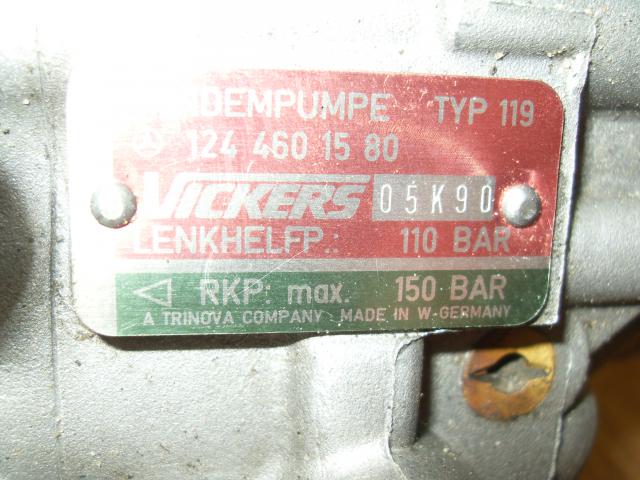 DEMPUMPE TYP 119
124 460 15 80
VICKERS 05K90
LENKHELFP.: 110 BAR
◁ RKP: max. 150 BAR
A TRINOVA COMPANY MADE IN W-GERMANY